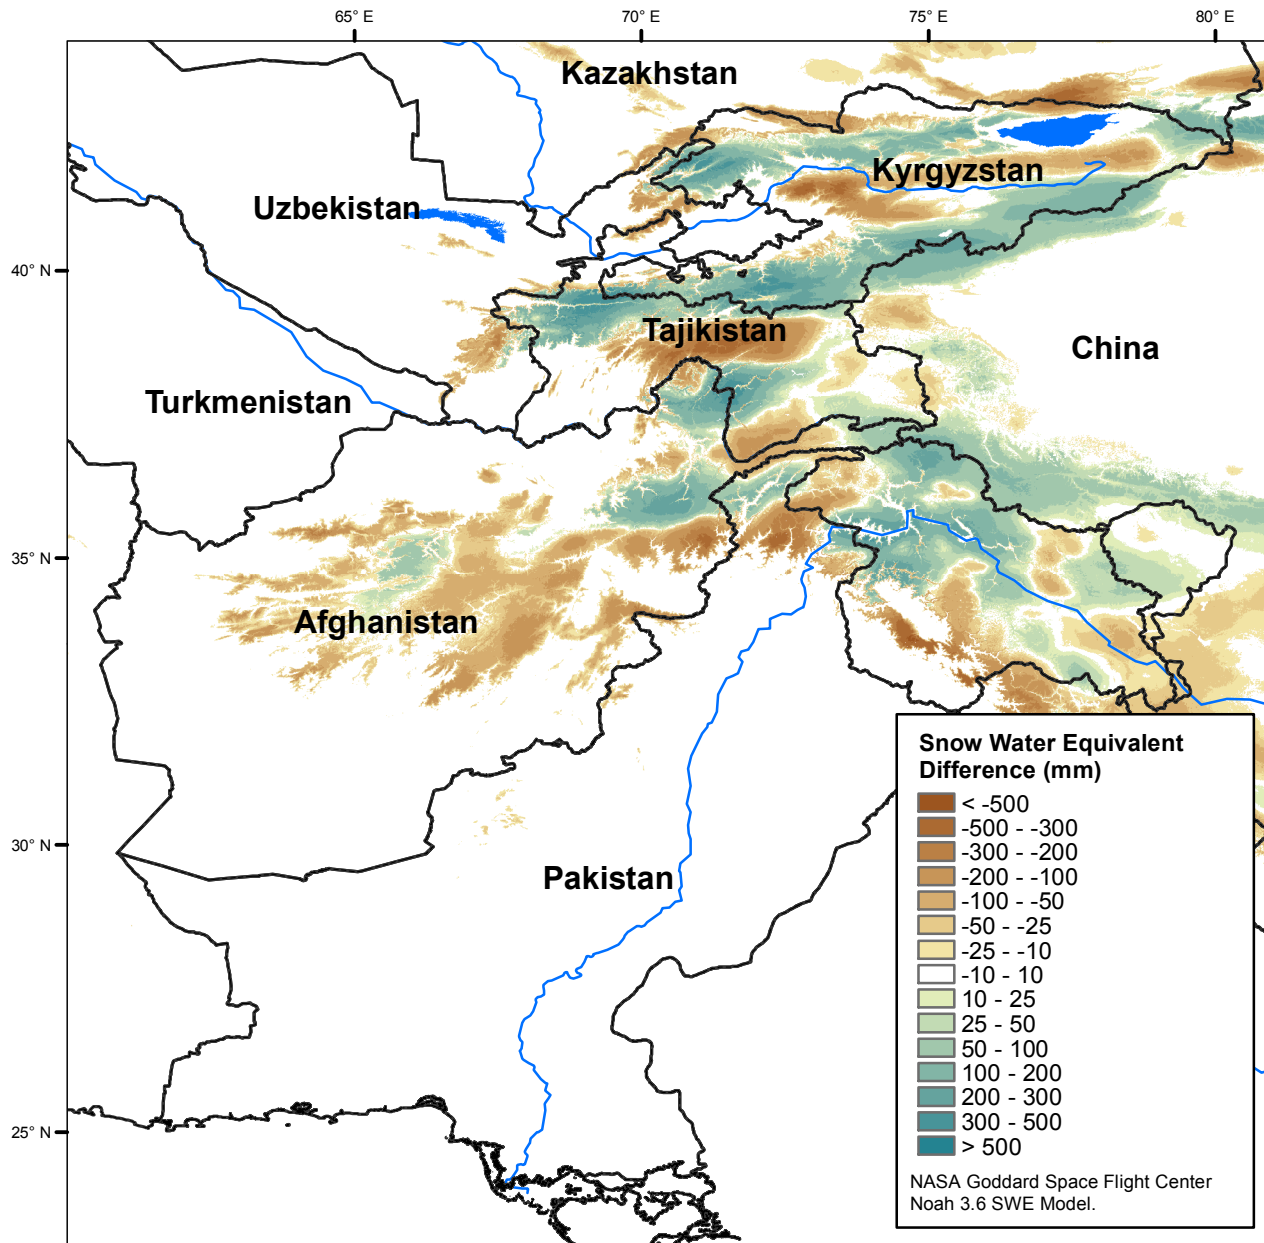 65° E
70° E
75° E
80° E
Kazakhstan
Kyrgyzstan
Uzbekistan
40° N
Tajikistan
China
Turkmenistan
35° N
Afghanistan
Snow Water Equivalent
Difference (mm)
< -500
-500 - -300
-300 - -200
-200 - -100
-100 - -50
-50 - -25
-25 - -10
-10 - 10
10 - 25
25 - 50
50 - 100
100 - 200
200 - 300
300 - 500
> 500
NASA Goddard Space Flight Center
Noah 3.6 SWE Model.
30° N
Pakistan
25° N